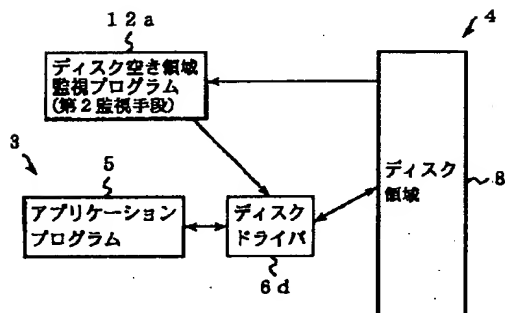 12a
4
ディスク空き領域
監視プログラム
(第2監視手段)
3
5
ディスク
領域
8
アプリケーション
プログラム
ディスク
ドライバ
6d